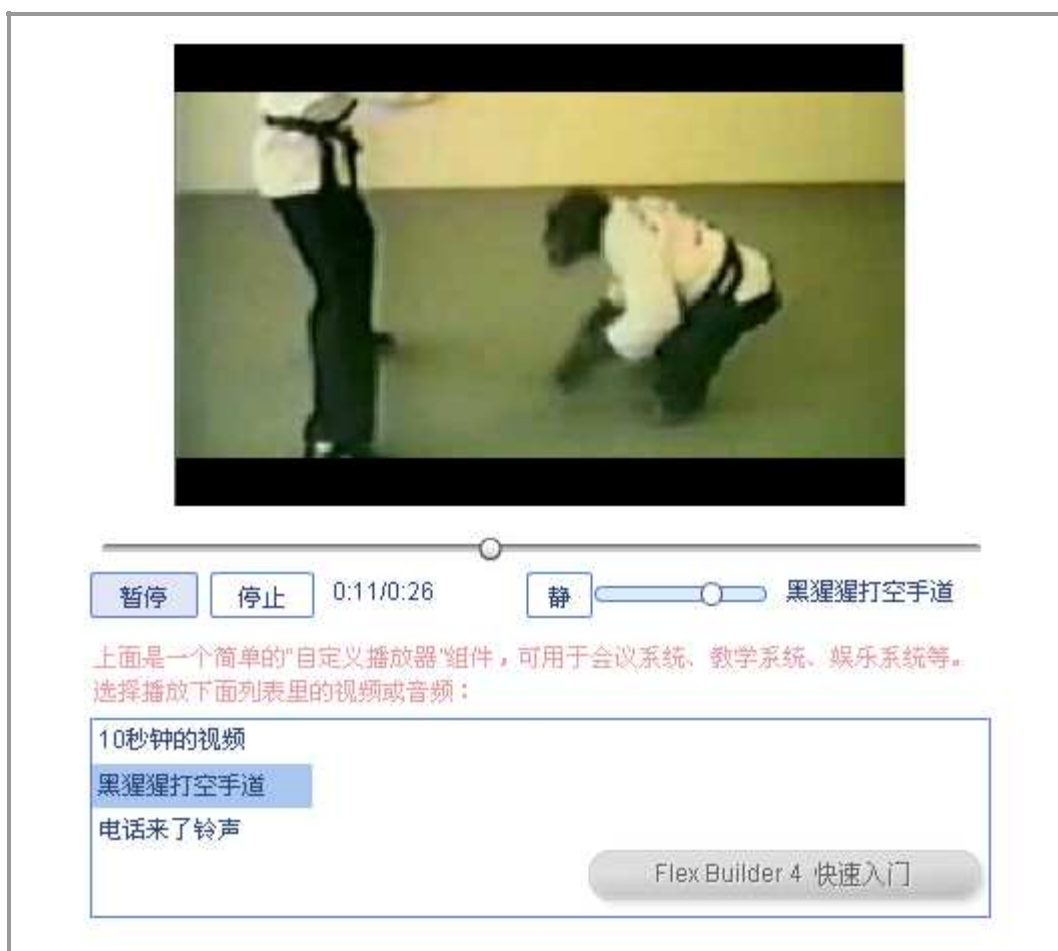 暂停 停止 0:11/0:26 静 黑猩猩打空手道
上面是一个简单的"自定义播放器"组件，可用于会议系统、教学系统、娱乐系统等。
选择播放下面列表里的视频或音频：
10秒钟的视频
黑猩猩打空手道
电话来了铃声
Flex Builder 4 快速入门